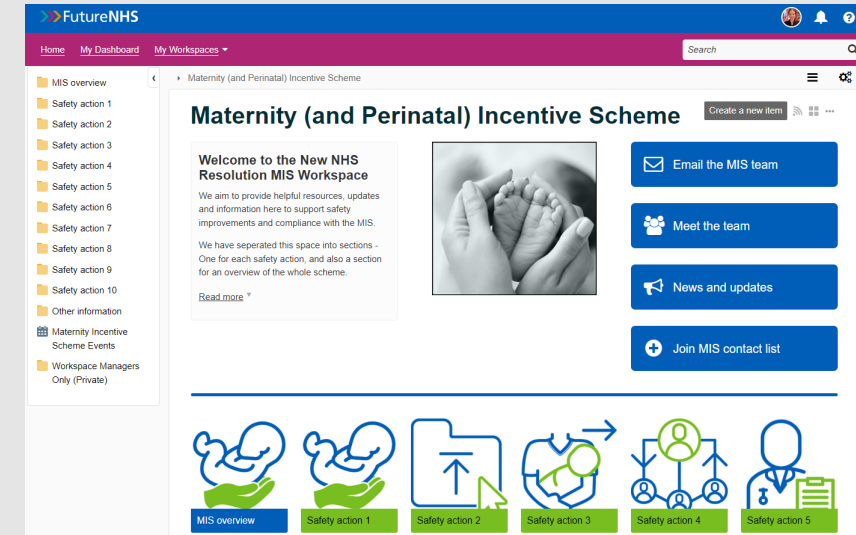 FutureNHS
Home My Dashboard My Workspaces
Search
MIS overview
Safety action 1
Safety action 2
Safety action 3
Safety action 4
Safety action 5
Safety action 6
Safety action 7
Safety action 8
Safety action 9
Safety action 10
Other information
Maternity Incentive
Scheme Events
Workspace Managers
Only (Private)
Maternity (and Perinatal) Incentive Scheme
Maternity (and Perinatal) Incentive Scheme
Create a new item
Welcome to the New NHS
Resolution MIS Workspace
We aim to provide helpful resources, updates
and information here to support safety
improvements and compliance with the MIS.
We have seperated this space into sections -
One for each safety action, and also a section
for an overview of the whole scheme.
Read more
Email the MIS team
Meet the team
News and updates
Join MIS contact list
MIS overview
Safety action 1
Safety action 2
Safety action 3
Safety action 4
Safety action 5